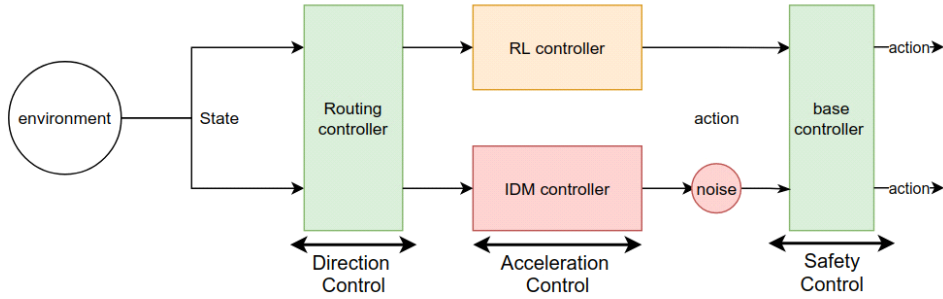 environment
State
Routing
controller
RL controller
IDM controller
action
noise
base
controller
action
action
Direction
Control
Acceleration
Control
Safety
Control